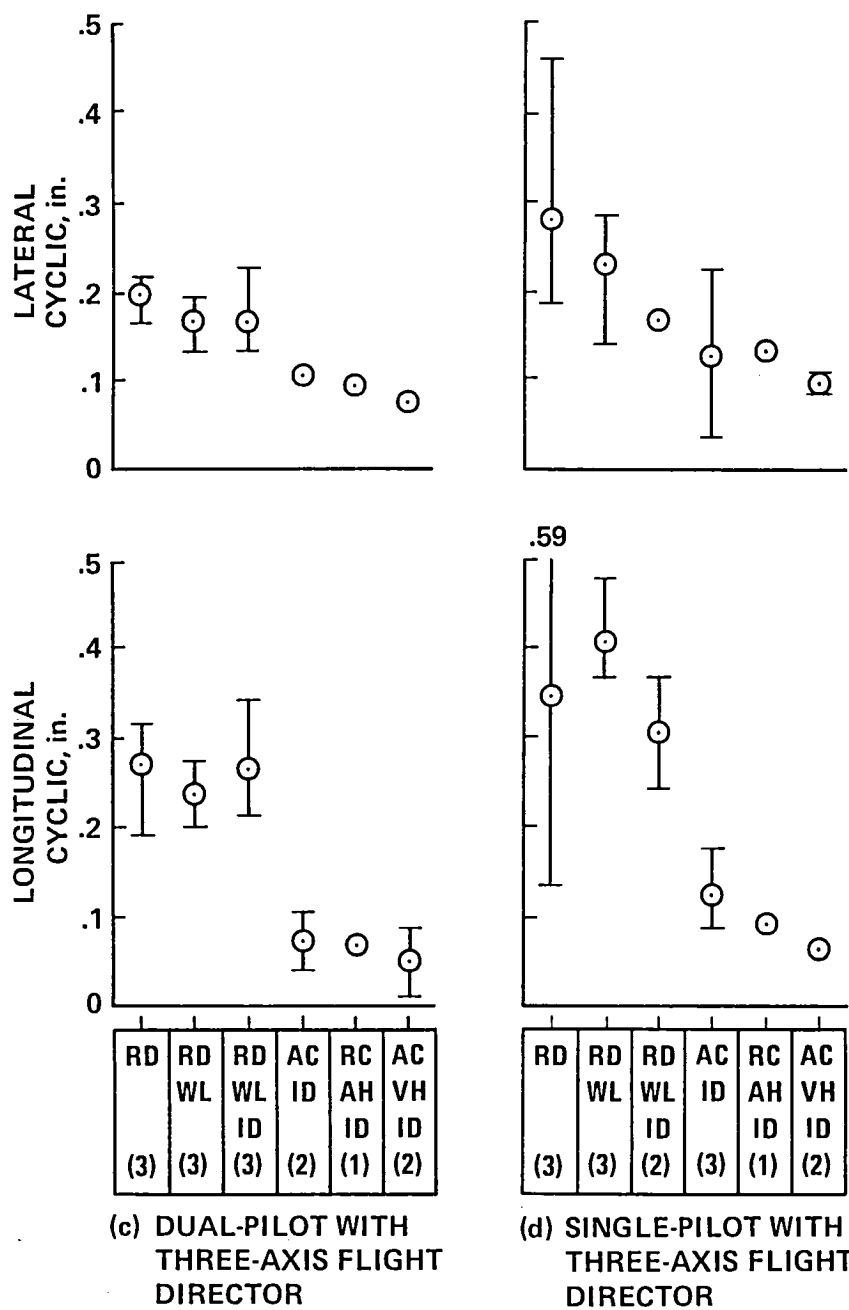 LATERAL
CYCLIC, in.
.5
.4
.3
.2
.1
0
LONGITUDINAL
CYCLIC, in.
.5
.4
.3
.2
.1
0
.59
RD
(3)
RD
WL
(3)
RD
WL
ID
(3)
AC
ID
(2)
RC
AH
ID
(1)
AC
VH
ID
(2)
RD
(3)
RD
WL
(3)
RD
WL
ID
(2)
AC
ID
(3)
RC
AH
ID
(1)
AC
VH
ID
(2)
(c) DUAL-PILOT WITH
THREE-AXIS FLIGHT
DIRECTOR
(d) SINGLE-PILOT WITH
THREE-AXIS FLIGHT
DIRECTOR